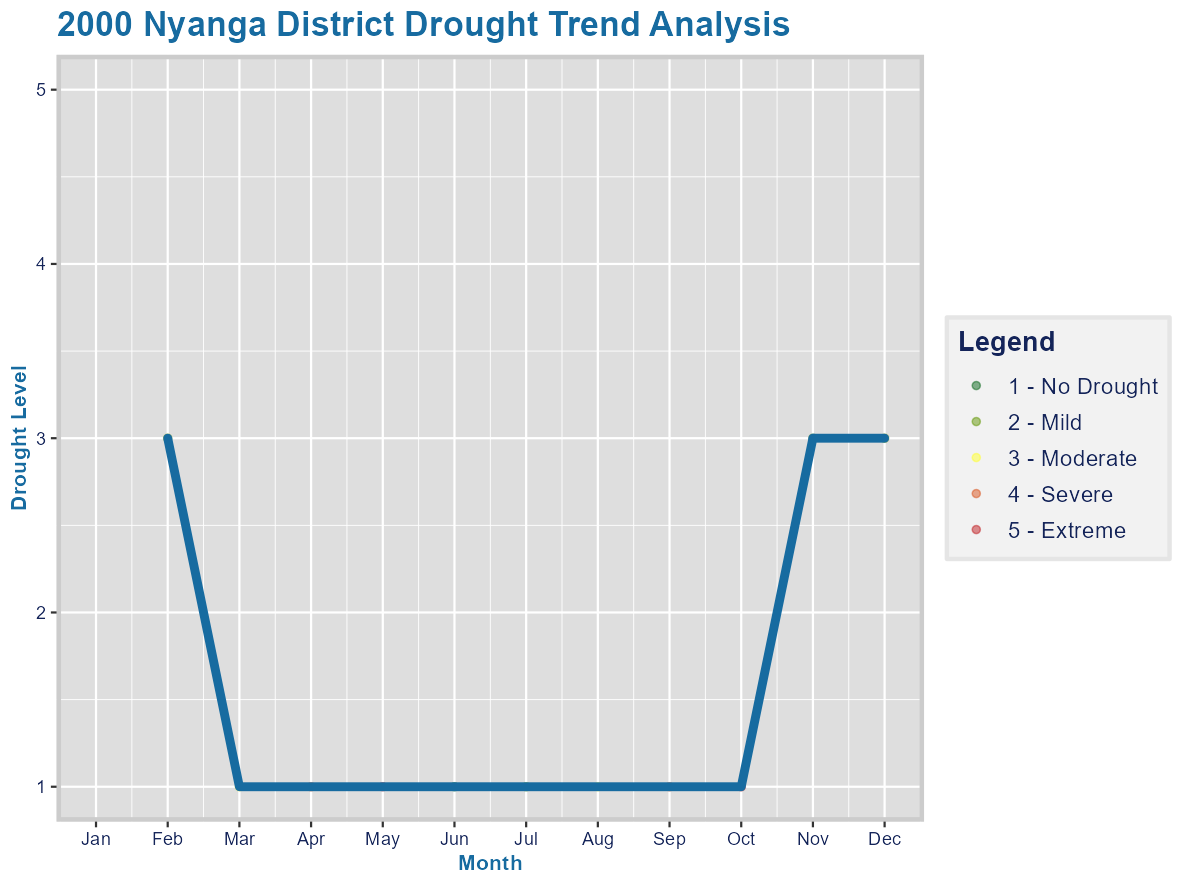 2000 Nyanga District Drought Trend Analysis
5
4
3
2
1
Drought Level
Jan Feb Mar Apr May Jun Jul Aug Sep Oct Nov Dec
Month
Legend
1 - No Drought
2 - Mild
3 - Moderate
4 - Severe
5 - Extreme